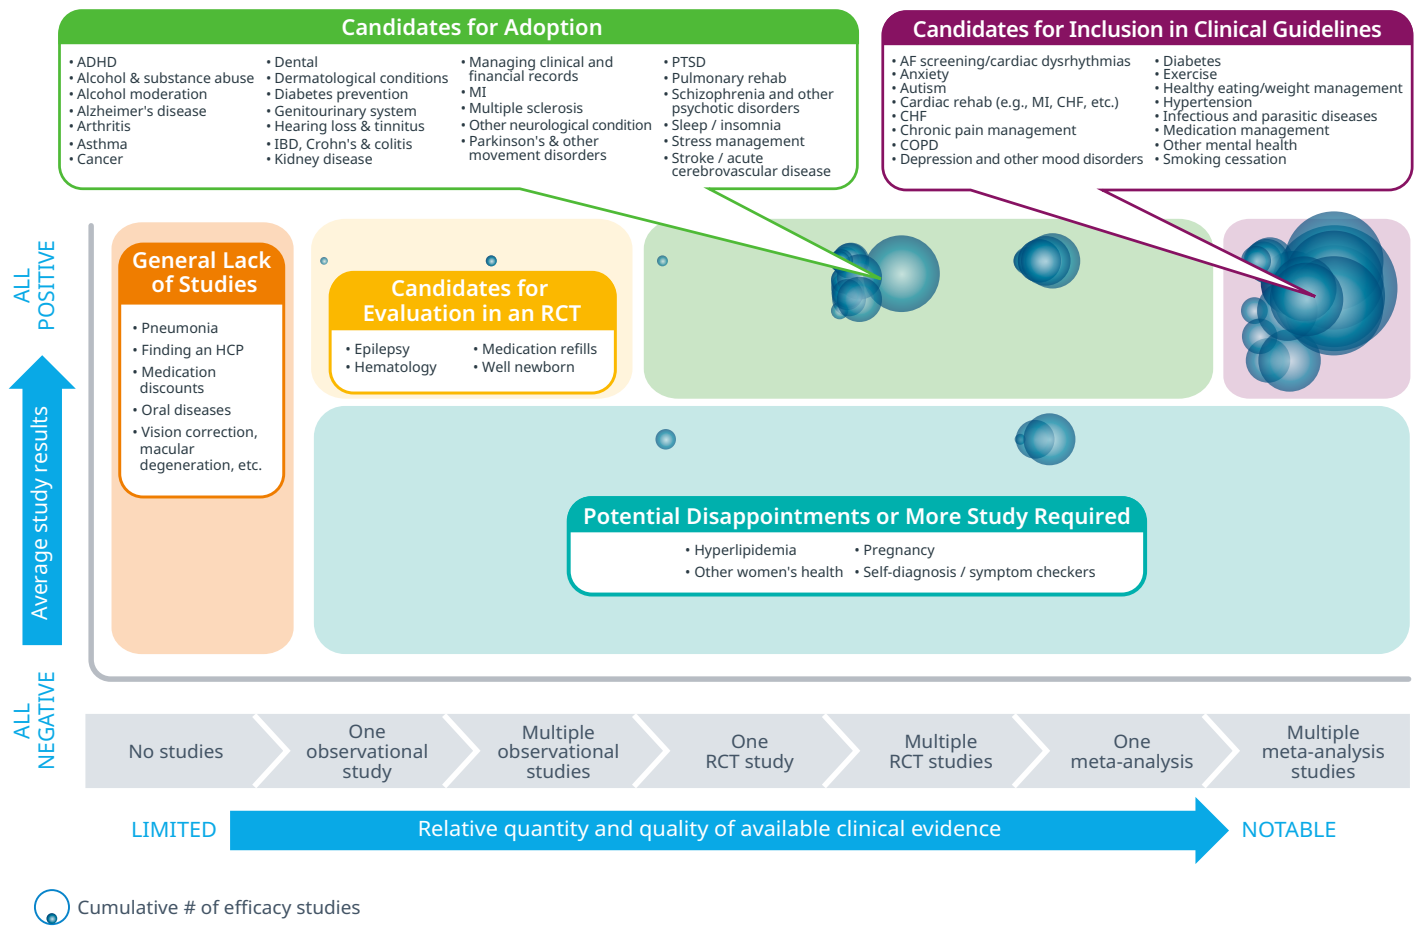 Candidates for Adoption
• ADHD
• Alcohol & substance abuse
• Alcohol moderation
• Alzheimer's disease
• Arthritis
• Asthma
• Cancer
• Dental
• Dermatological conditions
• Diabetes prevention
• Genitourinary system
• Hearing loss & tinnitus
• IBD, Crohn's & colitis
• Kidney disease
• Managing clinical and
financial records
• MI
• Multiple sclerosis
• Other neurological condition
• Parkinson's & other
movement disorders
• PTSD
• Pulmonary rehab
• Schizophrenia and other
psychotic disorders
• Sleep / insomnia
• Stress management
• Stroke / acute
cerebrovascular disease
Candidates for Inclusion in Clinical Guidelines
• AF screening/cardiac dysrhythmias
• Anxiety
• Autism
• Cardiac rehab (e.g., MI, CHF, etc.)
• CHF
• Chronic pain management
• COPD
• Depression and other mood disorders
• Diabetes
• Exercise
• Healthy eating/weight management
• Hypertension
• Infectious and parasitic diseases
• Medication management
• Other mental health
• Smoking cessation
ALL
POSITIVE
Average study results
ALL
NEGATIVE
General Lack
of Studies
• Pneumonia
• Finding an HCP
• Medication
discounts
• Oral diseases
• Vision correction,
macular
degeneration, etc.
Candidates for
Evaluation in an RCT
• Epilepsy
• Hematology
• Medication refills
• Well newborn
Potential Disappointments or More Study Required
• Hyperlipidemia
• Other women's health
• Pregnancy
• Self-diagnosis / symptom checkers
No studies
One
observational
study
Multiple
observational
studies
One
RCT study
Multiple
RCT studies
One
meta-analysis
Multiple
meta-analysis
studies
LIMITED
Relative quantity and quality of available clinical evidence
NOTABLE
Cumulative # of efficacy studies